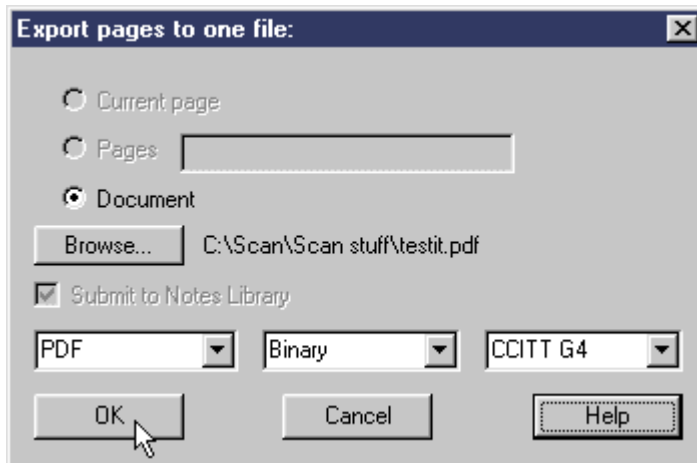 Export pages to one file:
Current page
Pages
Document
Browse... C:\Scan\Scan stuff\testit.pdf
Submit to Notes Library
PDF Binary CCITT G4
OK Cancel Help